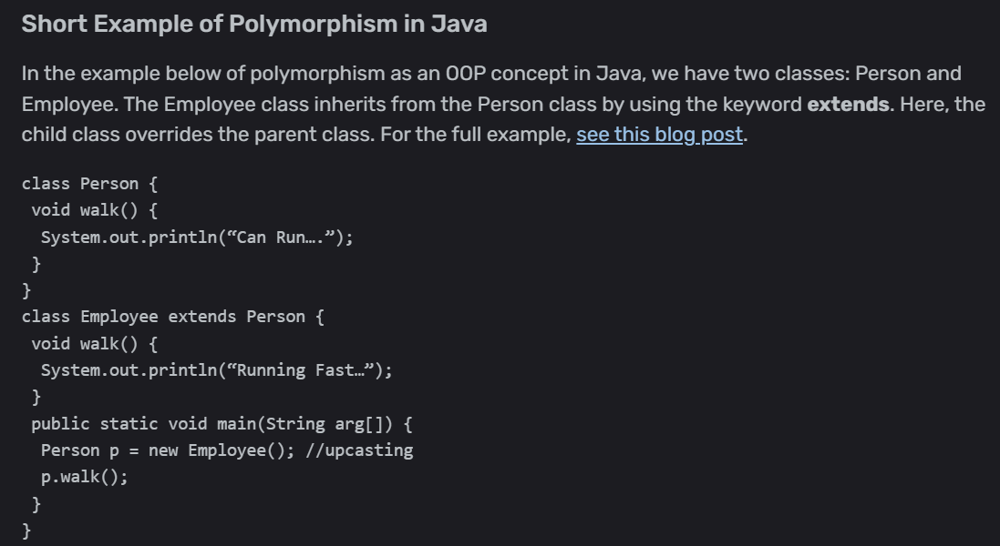 Short Example of Polymorphism in Java
In the example below of polymorphism as an OOP concept in Java, we have two classes: Person and
Employee. The Employee class inherits from the Person class by using the keyword extends. Here, the
child class overrides the parent class. For the full example, see this blog post.
class Person {
 void walk() {
  System.out.println(“Can Run….”);
 }
}
class Employee extends Person {
 void walk() {
  System.out.println(“Running Fast…”);
 }
 public static void main(String arg[]) {
  Person p = new Employee(); //upcasting
  p.walk();
 }
}